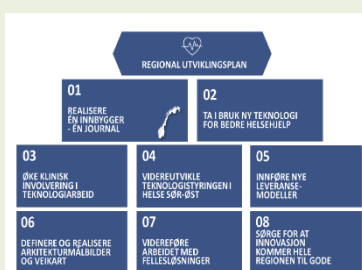 REGIONAL UTVIKLINGSPLAN
01
REALISERE
ÉN INNBYGGER
- ÉN JOURNAL
02
TA I BRUK NY TEKNOLOGI
FOR BEDRE HELSEHJELP
03
ØKE KLINISK
INVOLVERING I
TEKNOLOGIARBEID
04
VIDEREUTVIKLE
TEKNOLOGISTYRINGEN I
HELSE SØR-ØST
05
INNFØRE NYE
LEVERANSE-
MODELLER
06
DEFINERE OG REALISERE
ARKITEKTURMÅLBILDER
OG VEIKART
07
VIDEREFØRE
ARBEIDET MED
FELLESLØSNINGER
08
SØRGE FOR AT
INNOVASJON
KOMMER HELE
REGIONEN TIL GODE